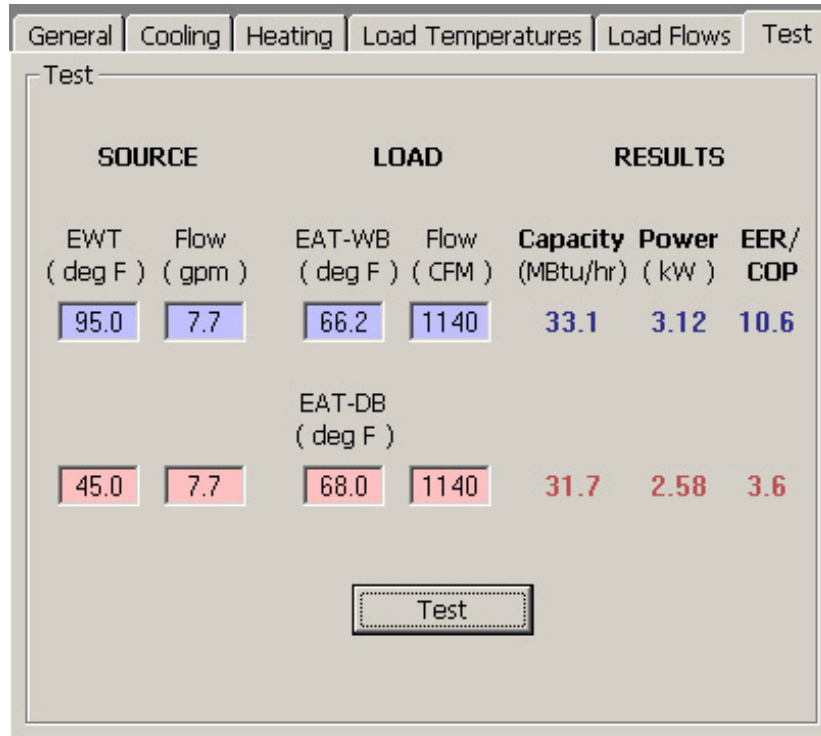 General Cooling Heating Load Temperatures Load Flows Test
Test
SOURCE LOAD RESULTS
EWT Flow EAT-WB Flow Capacity Power EER/
( deg F ) ( gpm ) ( deg F ) ( CFM ) (MBtu/hr) ( kW ) COP
95.0 7.7 66.2 1140 33.1 3.12 10.6
EAT-DB
( deg F )
45.0 7.7 68.0 1140 31.7 2.58 3.6
Test